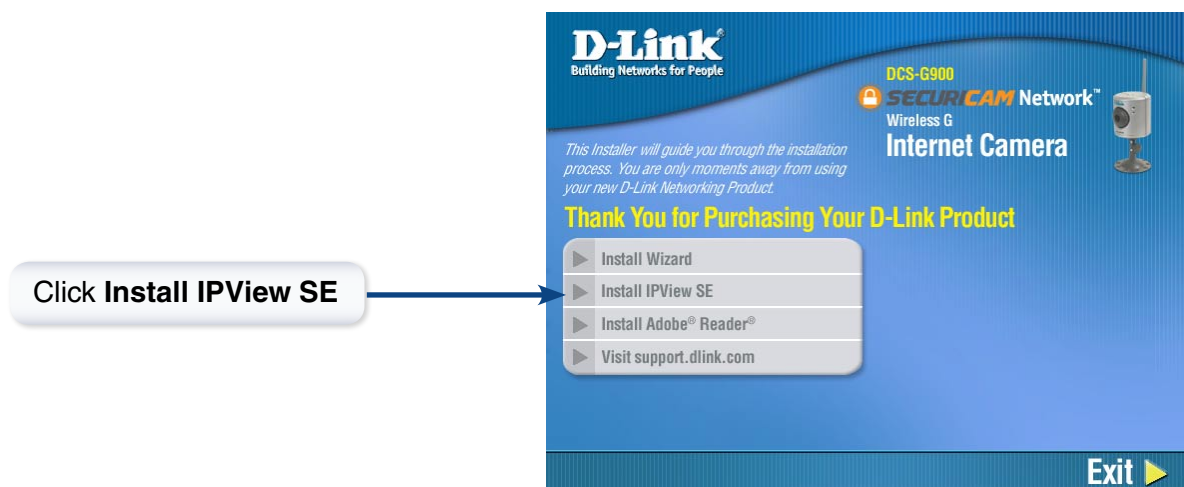 D-Link®
Building Networks for People
DCS-G900
SECURICAM Network™
Wireless G
Internet Camera
This Installer will guide you through the installation
process. You are only moments away from using
your new D-Link Networking Product.
Thank You for Purchasing Your D-Link Product
Install Wizard
Click Install IPView SE
Install IPView SE
Install Adobe® Reader®
Visit support.dlink.com
Exit